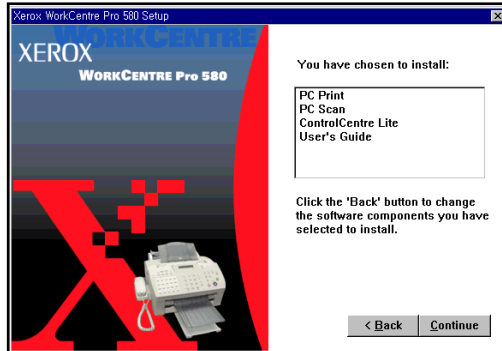 Xerox WorkCentre Pro 580 Setup
WORKCENTRE
XEROX
WORKCENTRE Pro 580
You have chosen to install:
PC Print
PC Scan
ControlCentre Lite
User's Guide
Click the 'Back' button to change
the software components you have
selected to install.
< Back
Continue